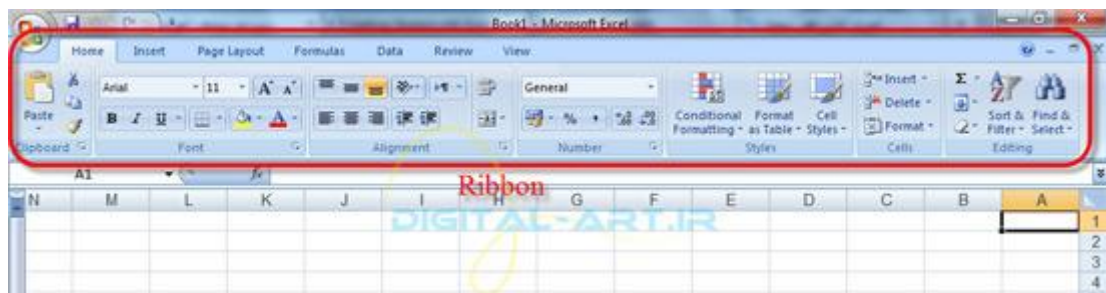 Book1 - Microsoft Excel
Home Insert Page Layout Formulas Data Review View
Arial 11 A A General Insert
Paste B I U A % Conditional Formatting Format as Table Cell Styles Delete Format Σ Sort & Filter Find & Select
Clipboard Font Alignment Number Styles Cells Editing
A1 fx
Ribbon
N M L K J I H G F E D C B A
DIGITAL-ART.IR
1
2
3
4